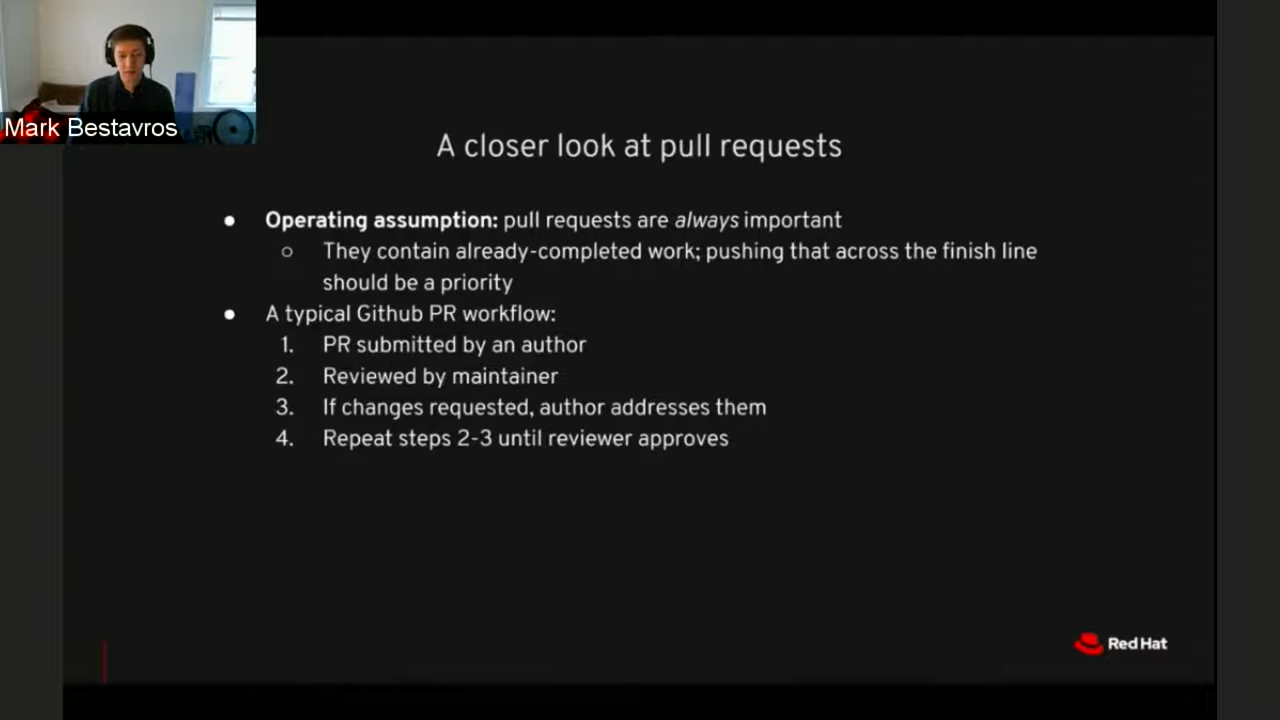 Mark Bestavros
A closer look at pull requests
● Operating assumption: pull requests are always important
○ They contain already-completed work; pushing that across the finish line
should be a priority
● A typical Github PR workflow:
1. PR submitted by an author
2. Reviewed by maintainer
3. If changes requested, author addresses them
4. Repeat steps 2-3 until reviewer approves
Red Hat